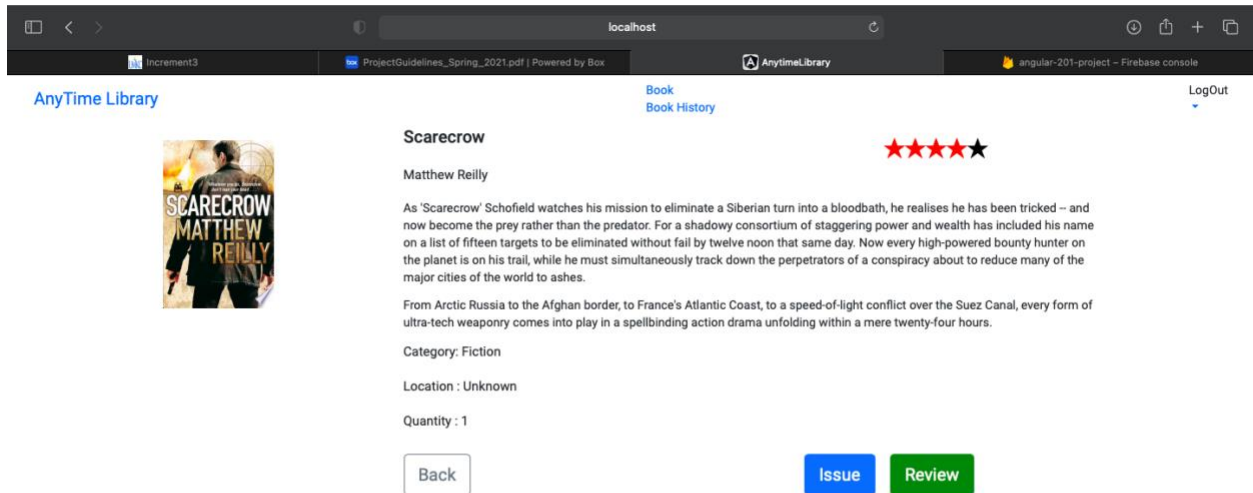 localhost
Increment3
box ProjectGuidelines_Spring_2021.pdf | Powered by Box
A AnytimeLibrary
angular-201-project – Firebase console
AnyTime Library
Book
Book History
LogOut
SCARECROW
MATTHEW
REILLY
Scarecrow
Matthew Reilly
As 'Scarecrow' Schofield watches his mission to eliminate a Siberian turn into a bloodbath, he realises he has been tricked -- and
now become the prey rather than the predator. For a shadowy consortium of staggering power and wealth has included his name
on a list of fifteen targets to be eliminated without fail by twelve noon that same day. Now every high-powered bounty hunter on
the planet is on his trail, while he must simultaneously track down the perpetrators of a conspiracy about to reduce many of the
major cities of the world to ashes.
From Arctic Russia to the Afghan border, to France's Atlantic Coast, to a speed-of-light conflict over the Suez Canal, every form of
ultra-tech weaponry comes into play in a spellbinding action drama unfolding within a mere twenty-four hours.
Category: Fiction
Location : Unknown
Quantity : 1
Back
Issue
Review